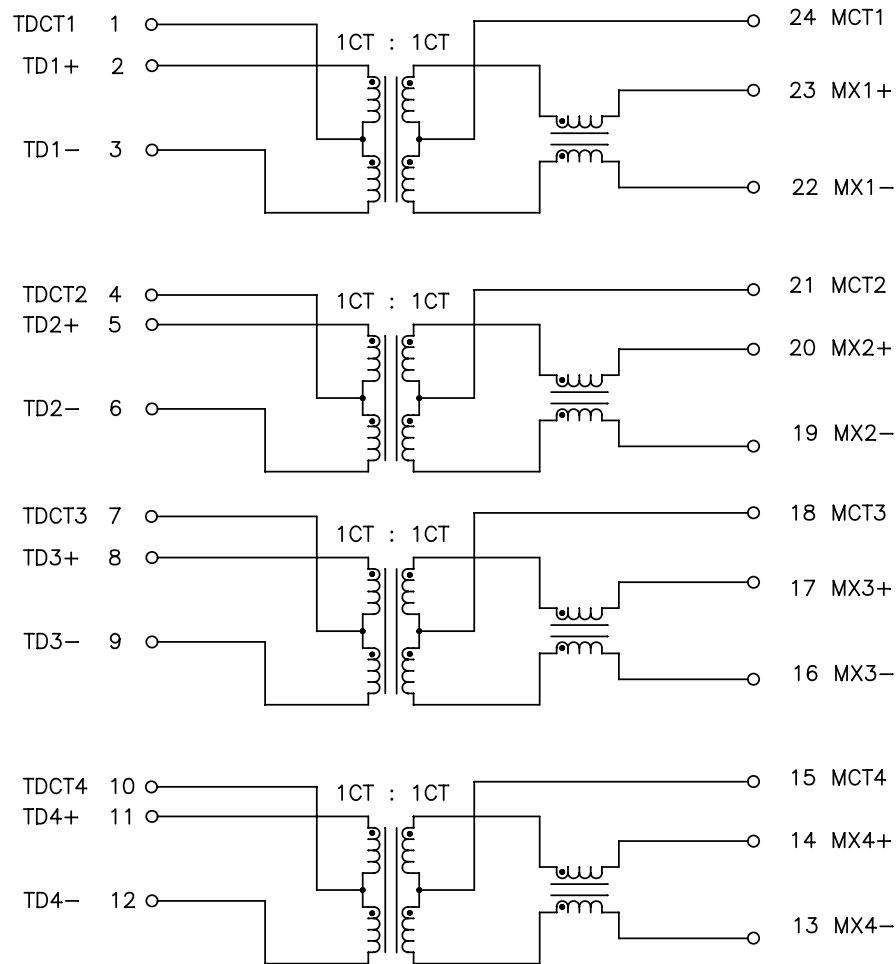 TDCT1 1 24 MCT1
1CT : 1CT
TD1+ 2
23 MX1+
TD1− 3
22 MX1−
TDCT2 4 21 MCT2
1CT : 1CT
TD2+ 5
20 MX2+
TD2− 6
19 MX2−
TDCT3 7 18 MCT3
1CT : 1CT
TD3+ 8
17 MX3+
TD3− 9
16 MX3−
TDCT4 10 15 MCT4
1CT : 1CT
TD4+ 11
14 MX4+
TD4− 12
13 MX4−